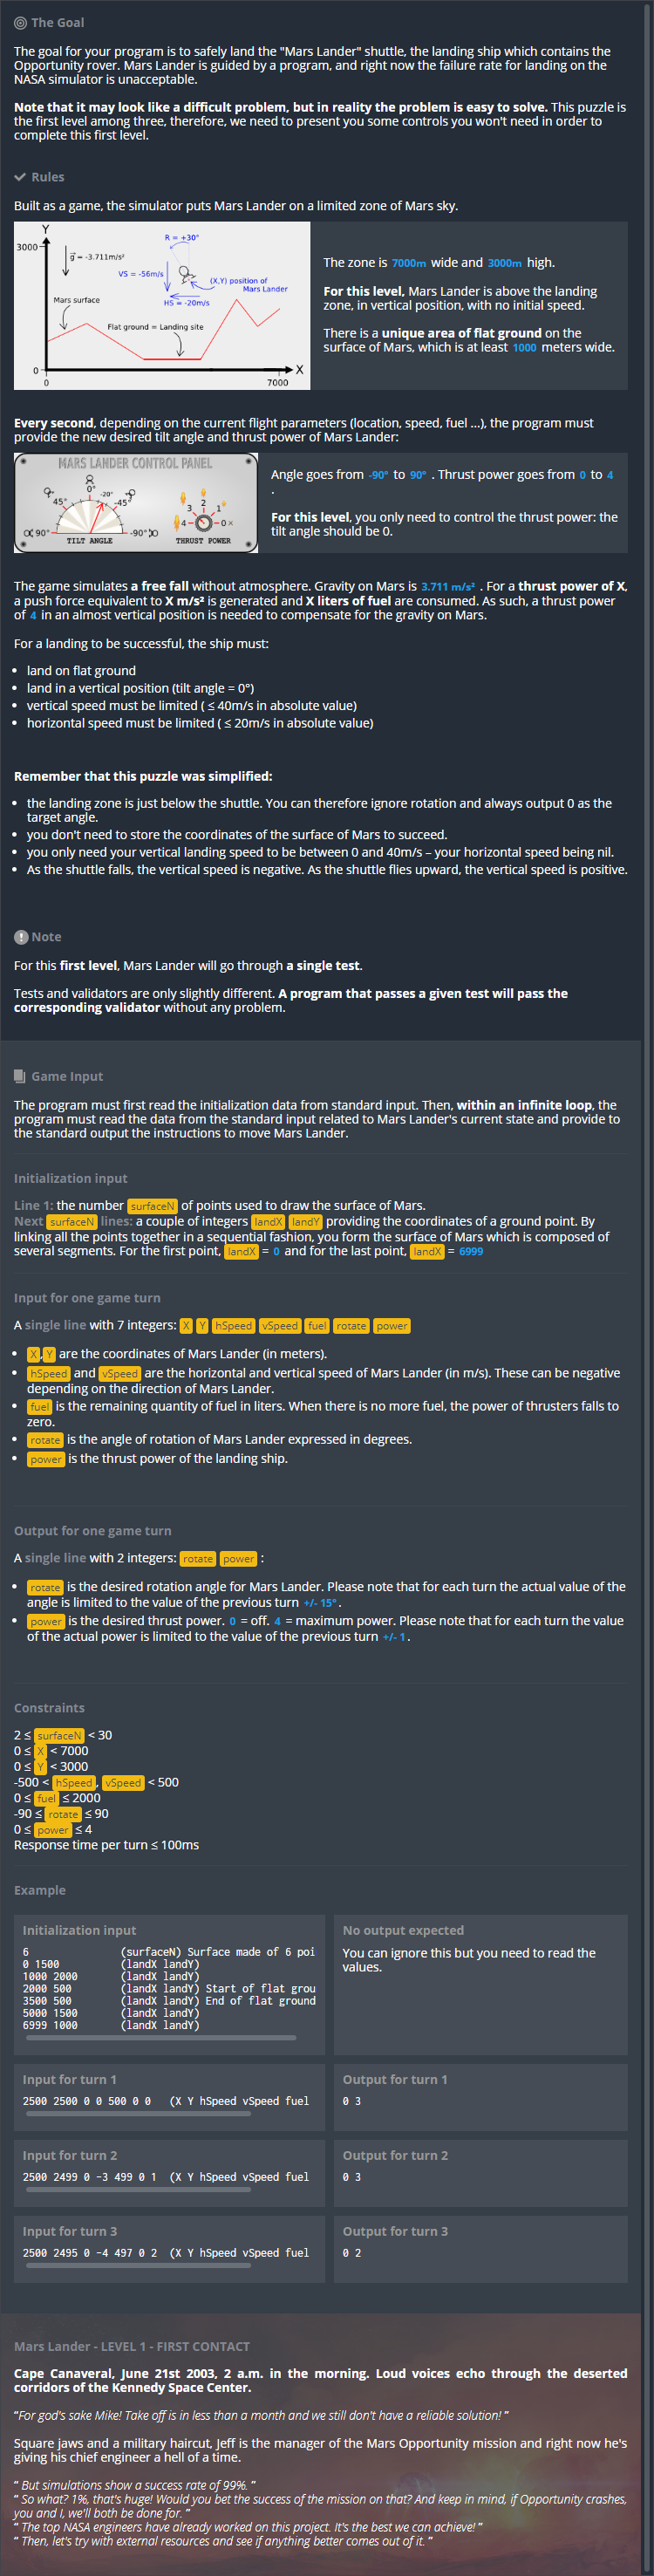 The Goal
The goal for your program is to safely land the "Mars Lander" shuttle, the landing ship which contains the
Opportunity rover. Mars Lander is guided by a program, and right now the failure rate for landing on the
NASA simulator is unacceptable.
Note that it may look like a difficult problem, but in reality the problem is easy to solve. This puzzle is
the first level among three, therefore, we need to present you some controls you won't need in order to
complete this first level.
Rules
Built as a game, the simulator puts Mars Lander on a limited zone of Mars sky.
Y
3000
g = -3.711m/s²
R = +30°
VS = -56m/s
(X,Y) position of
Mars Lander
HS = -20m/s
Mars surface
Flat ground = Landing site
0
X
0
7000
The zone is 7000m wide and 3000m high.
For this level, Mars Lander is above the landing
zone, in vertical position, with no initial speed.
There is a unique area of flat ground on the
surface of Mars, which is at least 1000 meters wide.
Every second, depending on the current flight parameters (location, speed, fuel ...), the program must
provide the new desired tilt angle and thrust power of Mars Lander:
MARS LANDER CONTROL PANEL
0°
45°
-20°
-45°
90°
-90°
TILT ANGLE
2
3
1
4
0
×
THRUST POWER
Angle goes from -90° to 90° . Thrust power goes from 0 to 4
.
For this level, you only need to control the thrust power: the
tilt angle should be 0.
The game simulates a free fall without atmosphere. Gravity on Mars is 3.711 m/s² . For a thrust power of X,
a push force equivalent to X m/s² is generated and X liters of fuel are consumed. As such, a thrust power
of 4 in an almost vertical position is needed to compensate for the gravity on Mars.
For a landing to be successful, the ship must:
• land on flat ground
• land in a vertical position (tilt angle = 0°)
• vertical speed must be limited ( ≤ 40m/s in absolute value)
• horizontal speed must be limited ( ≤ 20m/s in absolute value)
Remember that this puzzle was simplified:
• the landing zone is just below the shuttle. You can therefore ignore rotation and always output 0 as the
target angle.
• you don't need to store the coordinates of the surface of Mars to succeed.
• you only need your vertical landing speed to be between 0 and 40m/s – your horizontal speed being nil.
• As the shuttle falls, the vertical speed is negative. As the shuttle flies upward, the vertical speed is positive.
Note
For this first level, Mars Lander will go through a single test.
Tests and validators are only slightly different. A program that passes a given test will pass the
corresponding validator without any problem.
Game Input
The program must first read the initialization data from standard input. Then, within an infinite loop, the
program must read the data from the standard input related to Mars Lander's current state and provide to
the standard output the instructions to move Mars Lander.
Initialization input
Line 1: the number surfaceN of points used to draw the surface of Mars.
Next surfaceN lines: a couple of integers landX landY providing the coordinates of a ground point. By
linking all the points together in a sequential fashion, you form the surface of Mars which is composed of
several segments. For the first point, landX = 0 and for the last point, landX = 6999
Input for one game turn
A single line with 7 integers: X Y hSpeed vSpeed fuel rotate power
• X,Y are the coordinates of Mars Lander (in meters).
• hSpeed and vSpeed are the horizontal and vertical speed of Mars Lander (in m/s). These can be negative
depending on the direction of Mars Lander.
• fuel is the remaining quantity of fuel in liters. When there is no more fuel, the power of thrusters falls to
zero.
• rotate is the angle of rotation of Mars Lander expressed in degrees.
• power is the thrust power of the landing ship.
Output for one game turn
A single line with 2 integers: rotate power :
• rotate is the desired rotation angle for Mars Lander. Please note that for each turn the actual value of the
angle is limited to the value of the previous turn +/- 15°.
• power is the desired thrust power. 0 = off. 4 = maximum power. Please note that for each turn the value
of the actual power is limited to the value of the previous turn +/- 1.
Constraints
2 ≤ surfaceN < 30
0 ≤ X < 7000
0 ≤ Y < 3000
-500 < hSpeed, vSpeed < 500
0 ≤ fuel ≤ 2000
-90 ≤ rotate ≤ 90
0 ≤ power ≤ 4
Response time per turn ≤ 100ms
Example
Initialization input
6 (surfaceN) Surface made of 6 poi
0 1500 (landX landY)
1000 2000 (landX landY)
2000 500 (landX landY) Start of flat grou
3500 500 (landX landY) End of flat ground
5000 1500 (landX landY)
6999 1000 (landX landY)
No output expected
You can ignore this but you need to read the
values.
Input for turn 1
2500 2500 0 0 500 0 0 (X Y hSpeed vSpeed fuel
Output for turn 1
0 3
Input for turn 2
2500 2499 0 -3 499 0 1 (X Y hSpeed vSpeed fuel
Output for turn 2
0 3
Input for turn 3
2500 2495 0 -4 497 0 2 (X Y hSpeed vSpeed fuel
Output for turn 3
0 2
Mars Lander - LEVEL 1 - FIRST CONTACT
Cape Canaveral, June 21st 2003, 2 a.m. in the morning. Loud voices echo through the deserted
corridors of the Kennedy Space Center.
"For god's sake Mike! Take off is in less than a month and we still don't have a reliable solution! "
Square jaws and a military haircut, Jeff is the manager of the Mars Opportunity mission and right now he's
giving his chief engineer a hell of a time.
" But simulations show a success rate of 99%. "
" So what? 1%, that's huge! Would you bet the success of the mission on that? And keep in mind, if Opportunity crashes,
you and I, we'll both be done for. "
" The top NASA engineers have already worked on this project. It's the best we can achieve! "
" Then, let's try with external resources and see if anything better comes out of it. "